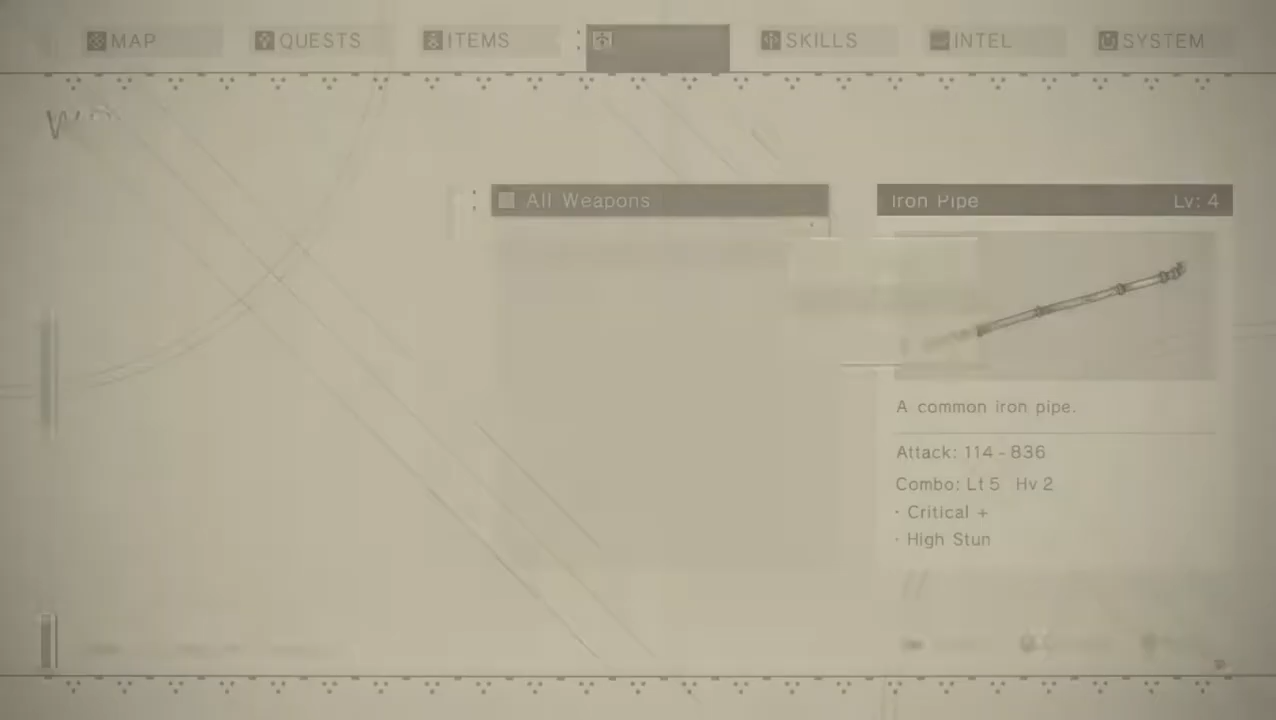 MAP QUESTS ITEMS SKILLS INTEL SYSTEM
All Weapons
Iron Pipe Lv: 4
A common iron pipe.
Attack: 114 - 836
Combo: Lt 5 Hv 2
· Critical +
· High Stun